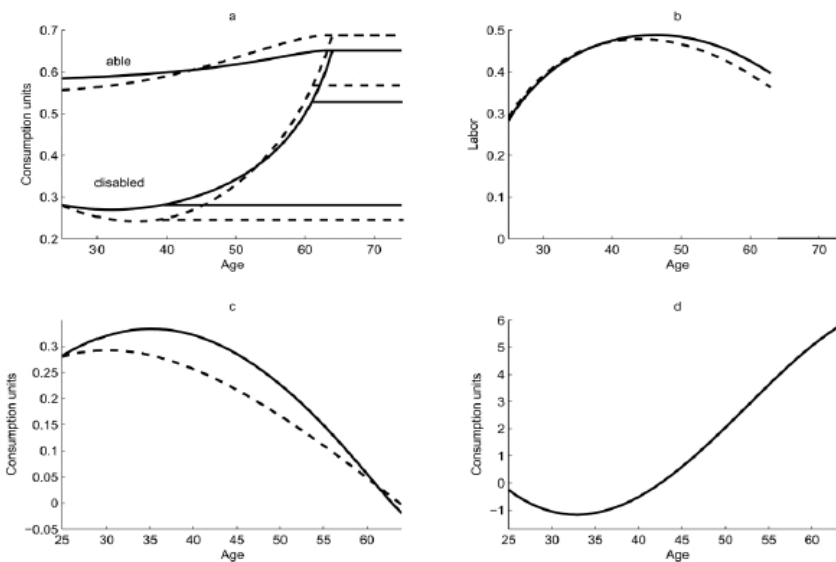 a
0.7
0.6
0.5
0.4
0.3
0.2
Consumption units
able
disabled
30 40 50 60 70
Age
b
0.5
0.4
0.3
0.2
0.1
0
Labor
30 40 50 60 70
Age
c
0.3
0.25
0.2
0.15
0.1
0.05
0
-0.05
Consumption units
25 30 35 40 45 50 55 60
Age
d
6
5
4
3
2
1
0
-1
Consumption units
25 30 35 40 45 50 55 60
Age